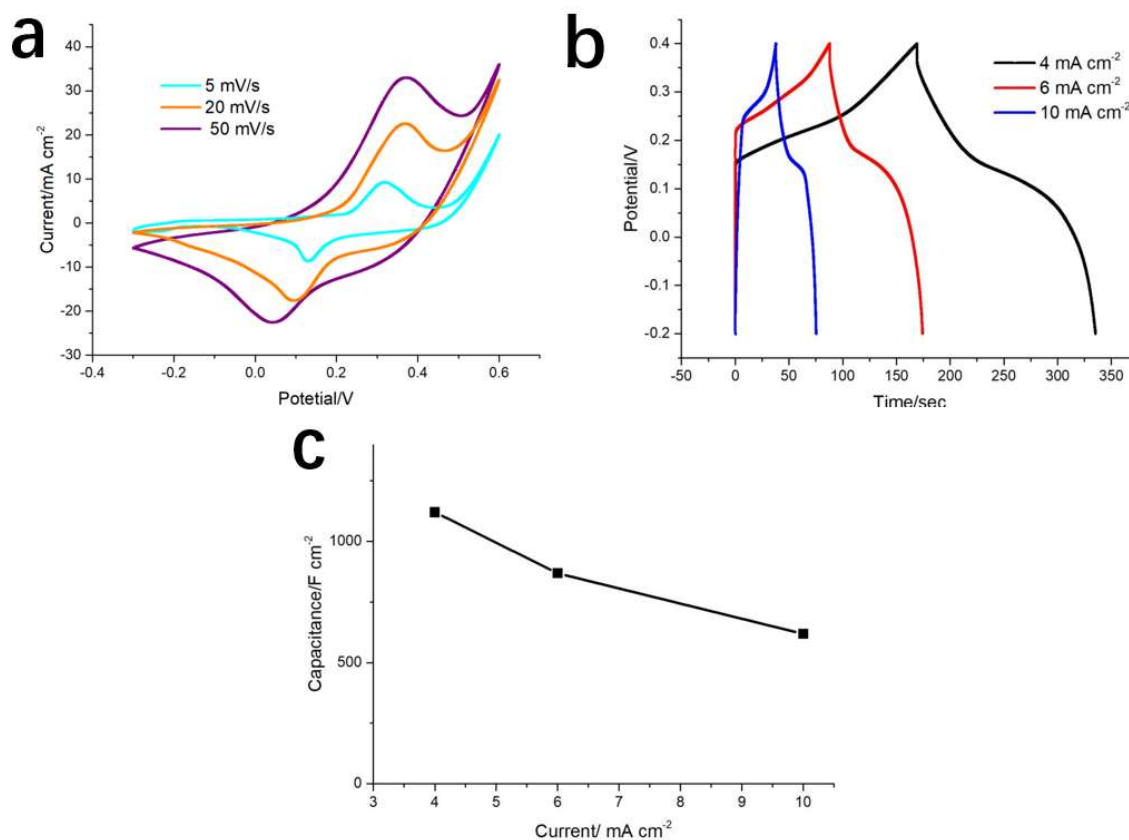 a
40
30
20
10
0
-10
-20
-30
Current/mA cm⁻²
5 mV/s
20 mV/s
50 mV/s
-0.4
-0.2
0.0
0.2
0.4
0.6
Potetial/V
b
0.4
0.3
0.2
0.1
0.0
-0.1
-0.2
Potential/V
4 mA cm⁻²
6 mA cm⁻²
10 mA cm⁻²
-50
0
50
100
150
200
250
300
350
Time/sec
c
1000
500
0
Capacitance/F cm⁻²
3
4
5
6
7
8
9
10
Current/ mA cm⁻²